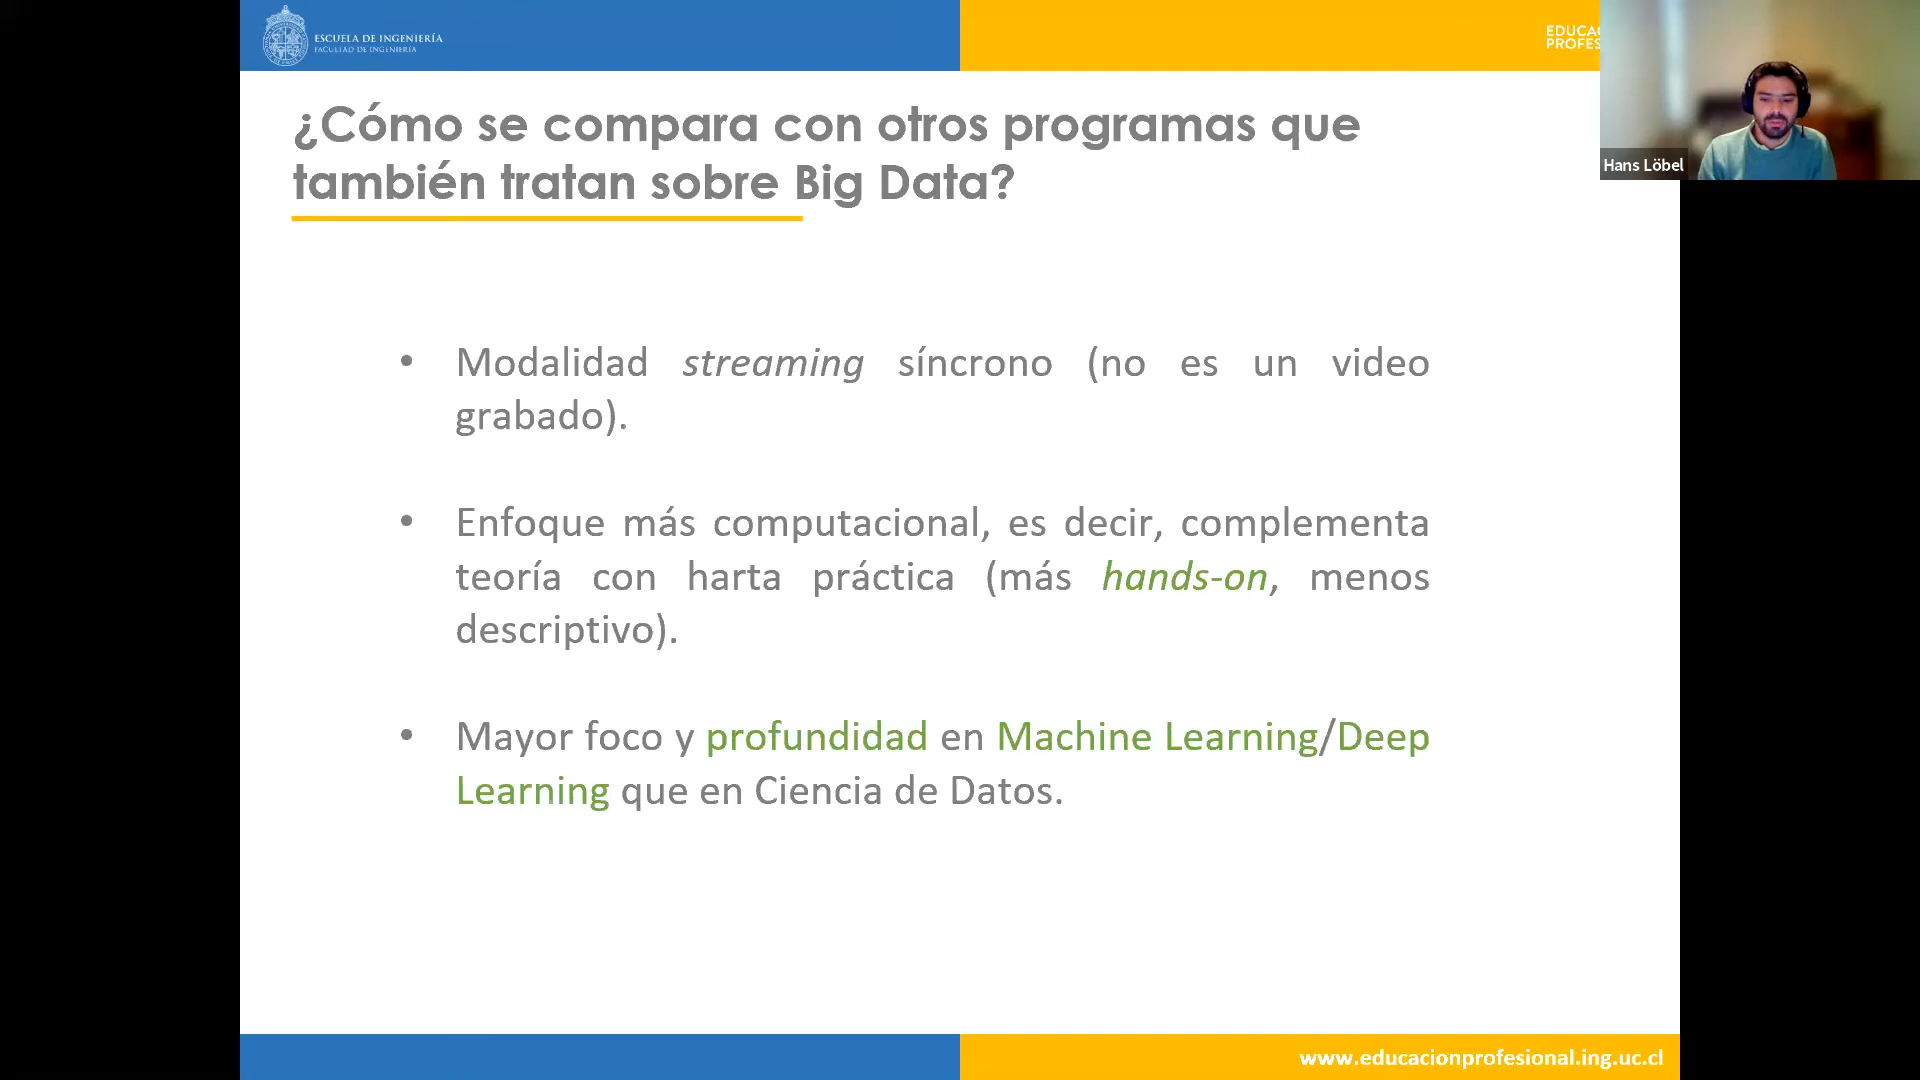 ESCUELA DE INGENIERÍA
FACULTAD DE INGENIERÍA
EDUCA
PROFES
Hans Löbel
¿Cómo se compara con otros programas que
también tratan sobre Big Data?
• Modalidad streaming síncrono (no es un video
grabado).
• Enfoque más computacional, es decir, complementa
teoría con harta práctica (más hands-on, menos
descriptivo).
• Mayor foco y profundidad en Machine Learning/Deep
Learning que en Ciencia de Datos.
www.educacionprofesional.ing.uc.cl